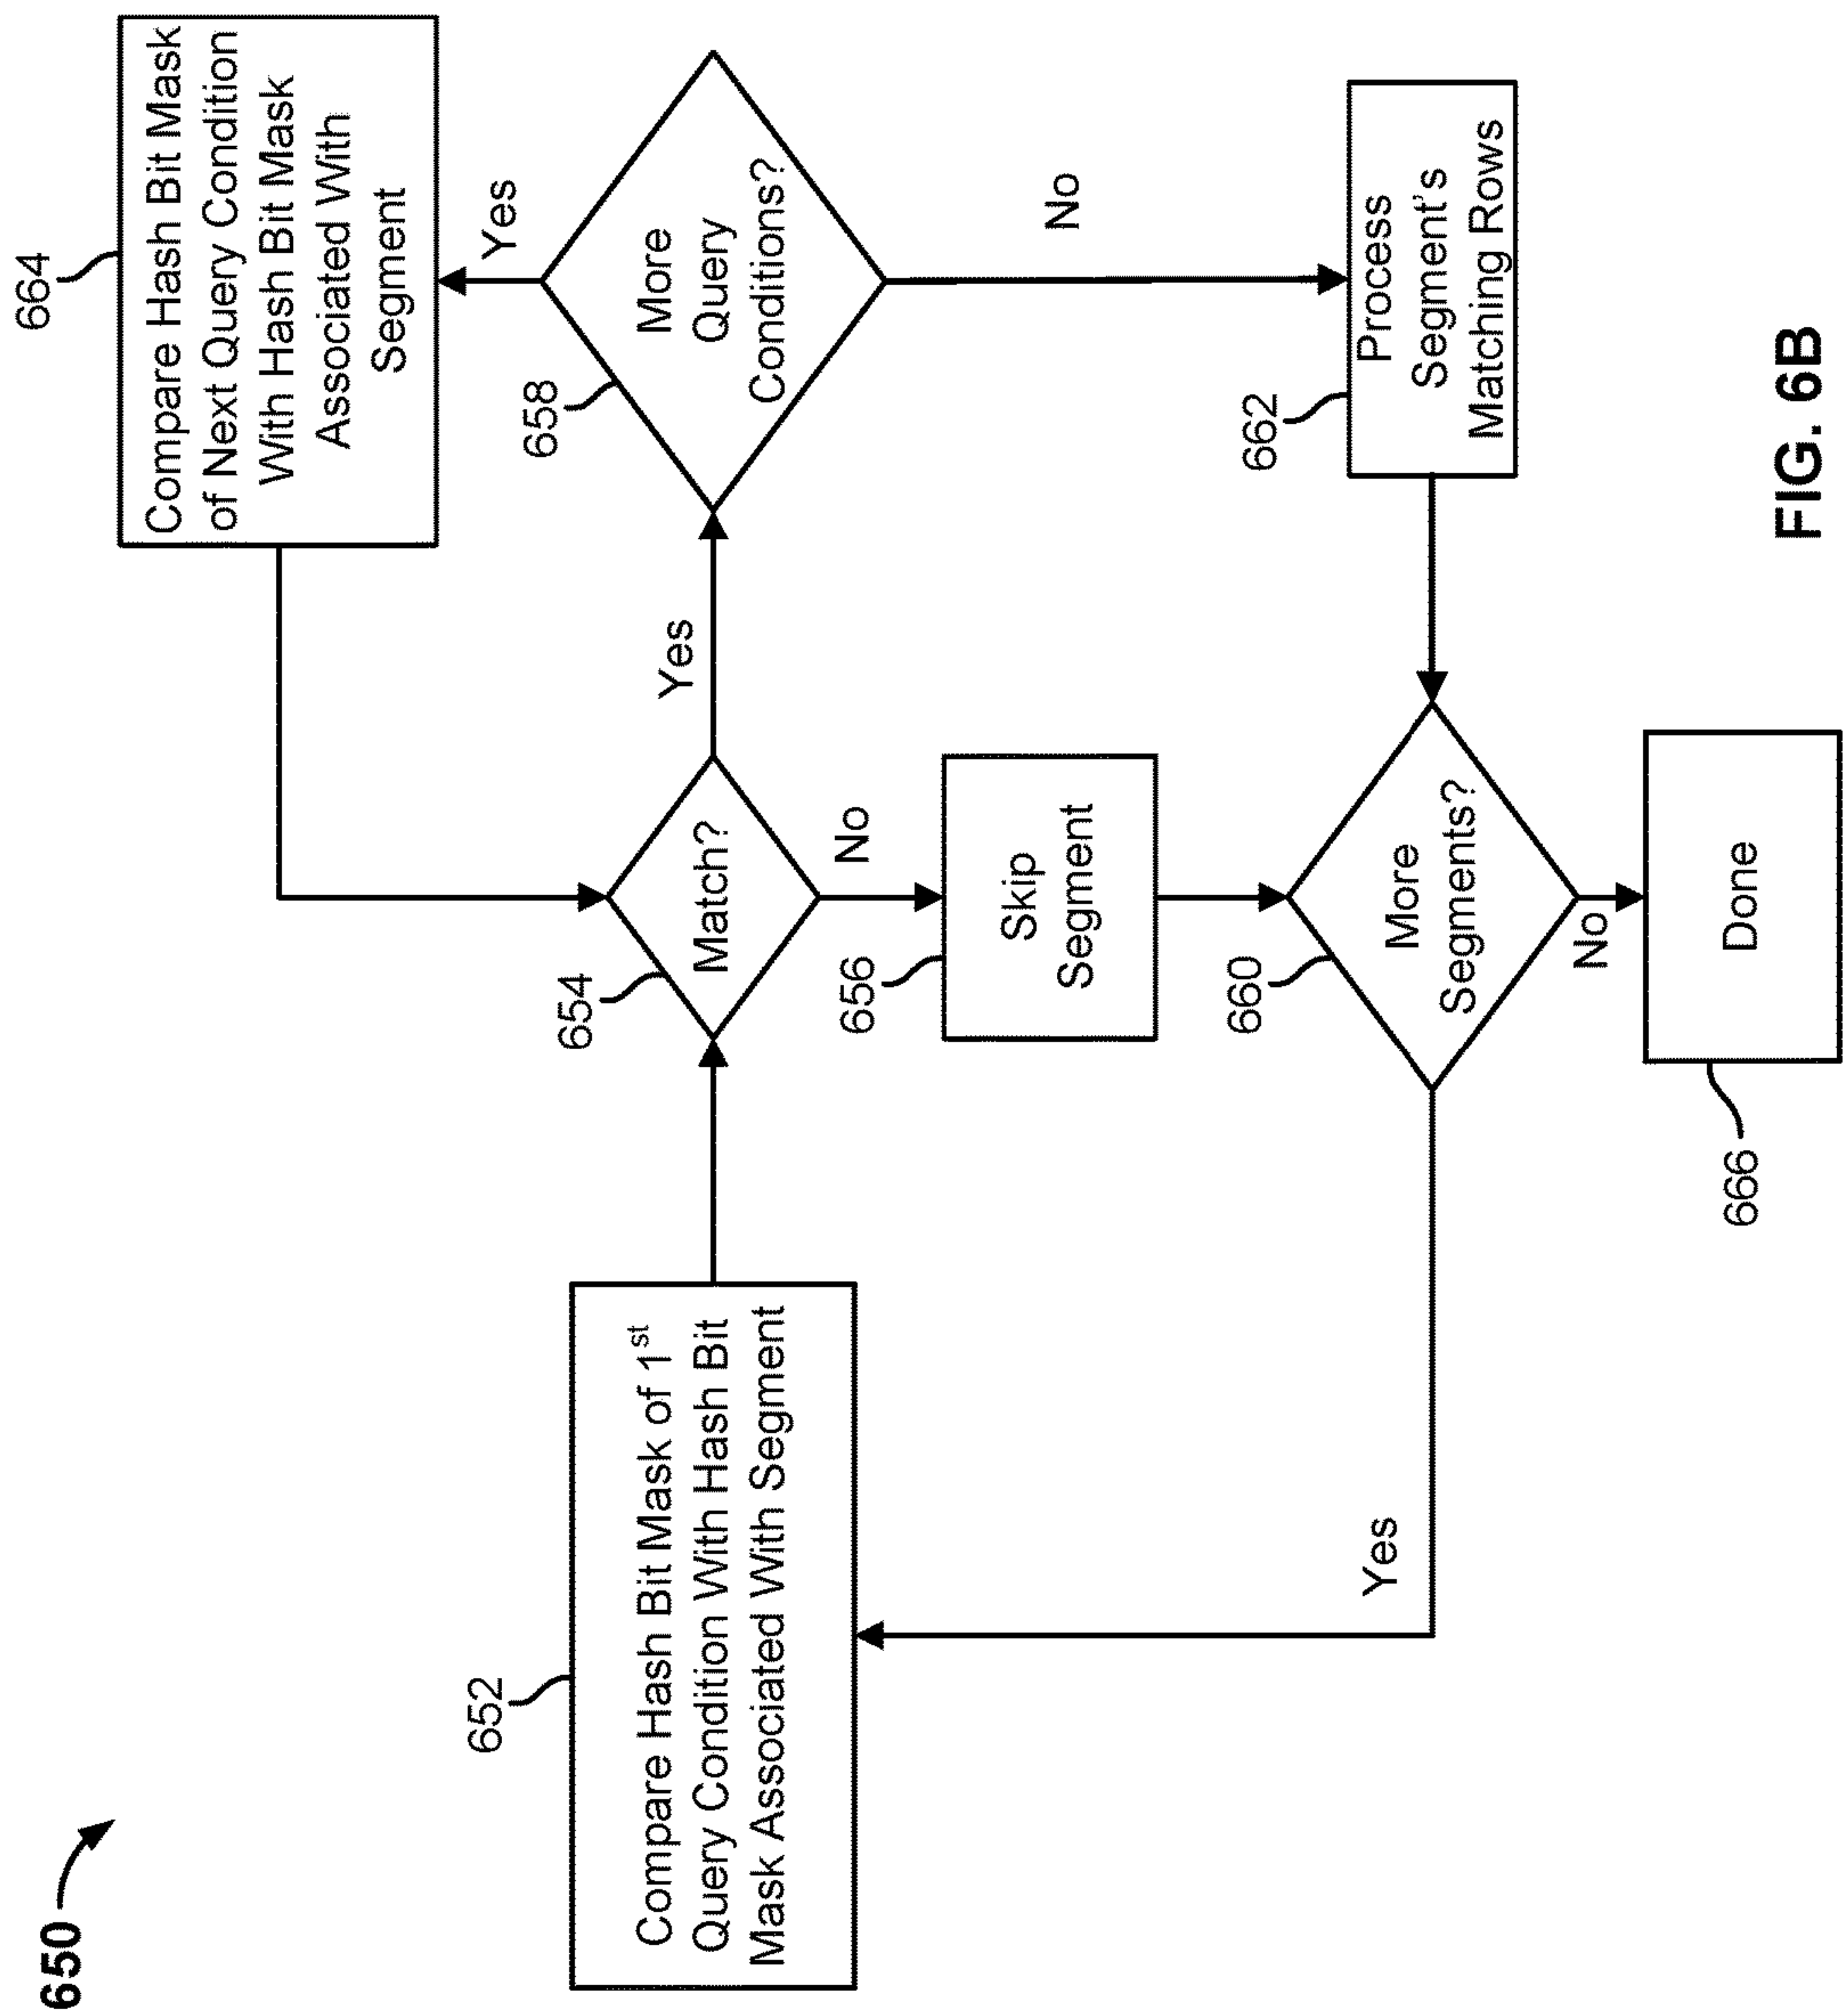 650
652
Compare Hash Bit Mask of 1st
Query Condition With Hash Bit
Mask Associated With Segment
654
Match?
Yes
No
664
Compare Hash Bit Mask
of Next Query Condition
With Hash Bit Mask
Associated With
Segment
Yes
658
More
Query
Conditions?
No
656
Skip
Segment
662
Process
Segment's
Matching Rows
660
More
Segments?
Yes
No
666
Done
FIG. 6B